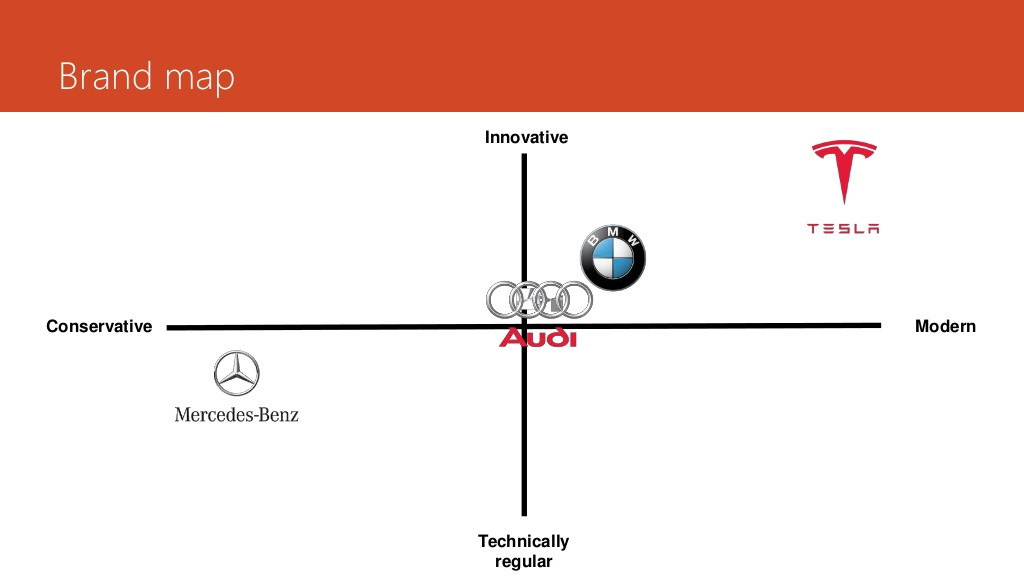 Brand map
Innovative
TESLA
BMW
Conservative
Modern
Audi
Mercedes-Benz
Technically
regular